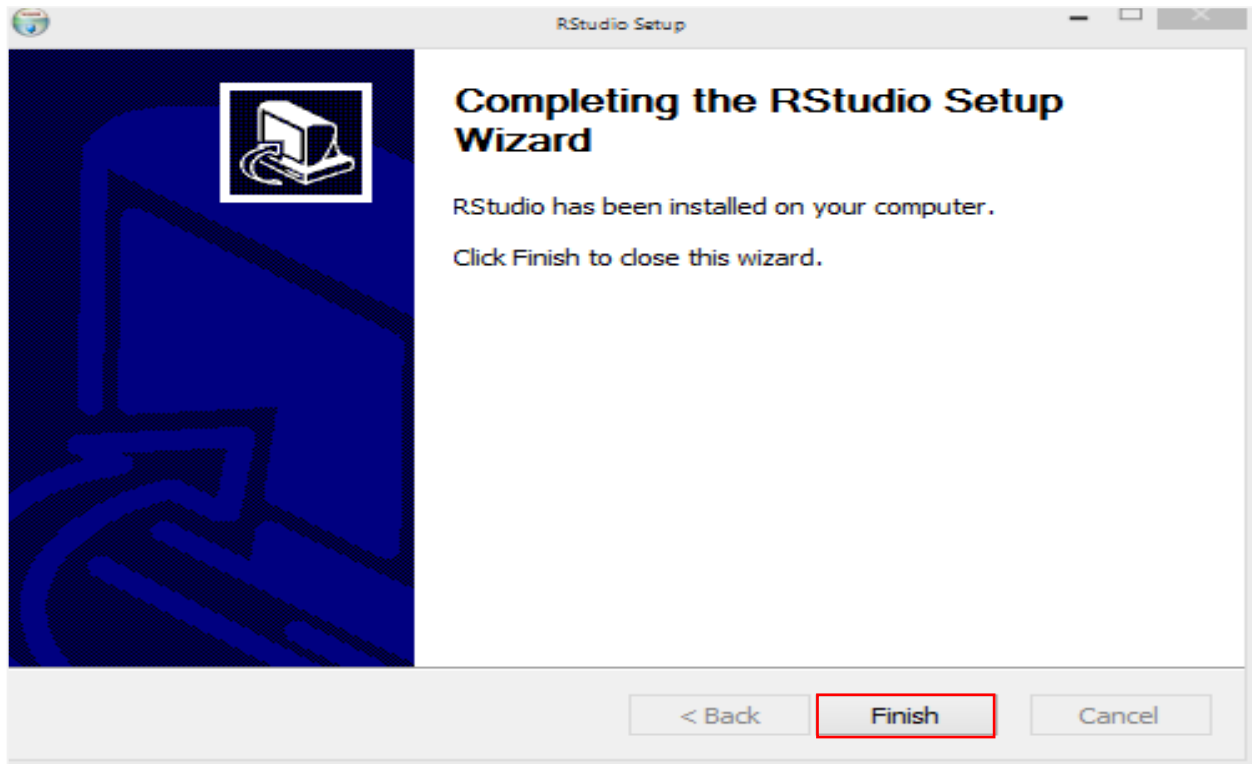 RStudio Setup
Completing the RStudio Setup
Wizard
RStudio has been installed on your computer.
Click Finish to close this wizard.
< Back
Finish
Cancel